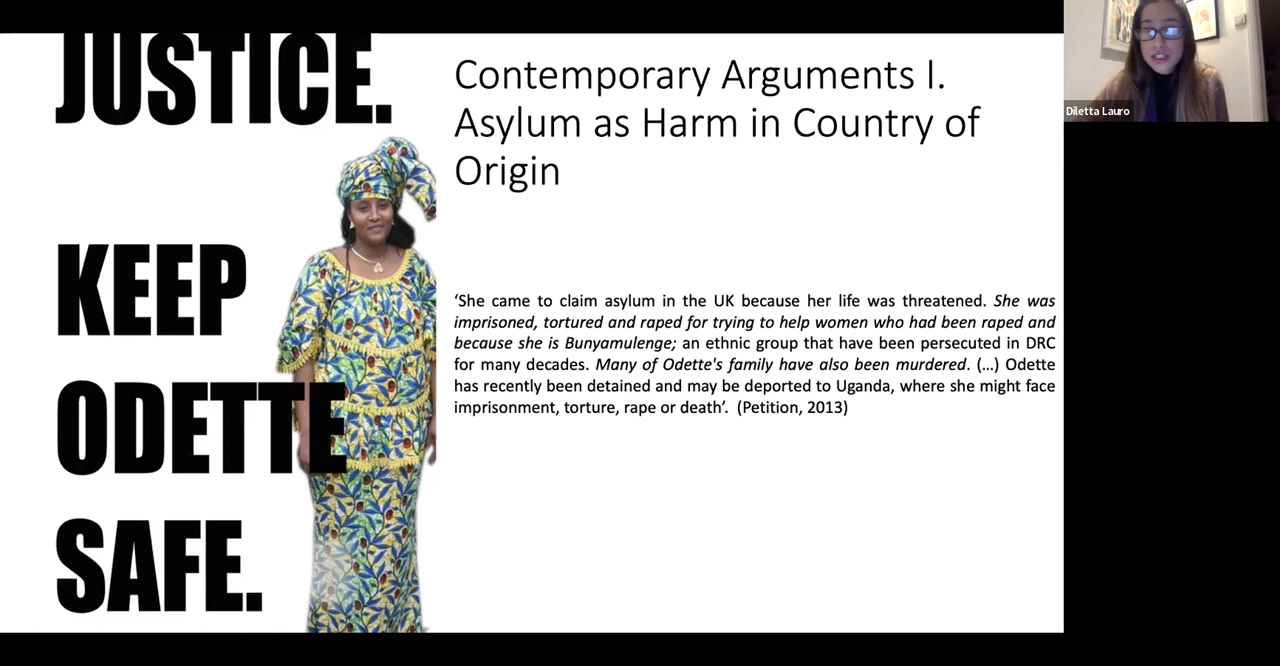 JUSTICE.
KEEP
ODETTE
SAFE.
Contemporary Arguments I.
Asylum as Harm in Country of
Origin
‘She came to claim asylum in the UK because her life was threatened. She was
imprisoned, tortured and raped for trying to help women who had been raped and
because she is Bunyamulenge; an ethnic group that have been persecuted in DRC
for many decades. Many of Odette's family have also been murdered. (…) Odette
has recently been detained and may be deported to Uganda, where she might face
imprisonment, torture, rape or death’. (Petition, 2013)
Diletta Lauro